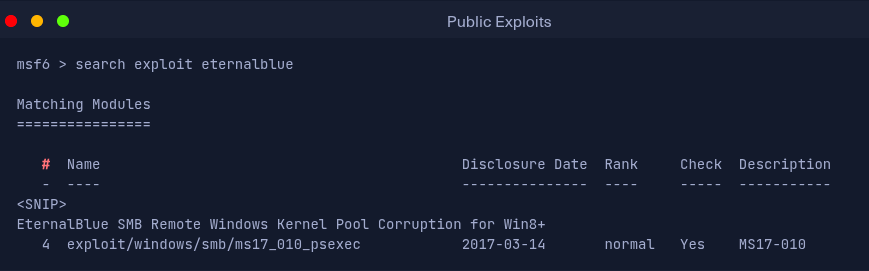 Public Exploits
msf6 > search exploit eternalblue
Matching Modules
================
# Name Disclosure Date Rank Check Description
- ---- --------------- ---- ----- -----------
<SNIP>
EternalBlue SMB Remote Windows Kernel Pool Corruption for Win8+
4 exploit/windows/smb/ms17_010_psexec 2017-03-14 normal Yes MS17-010